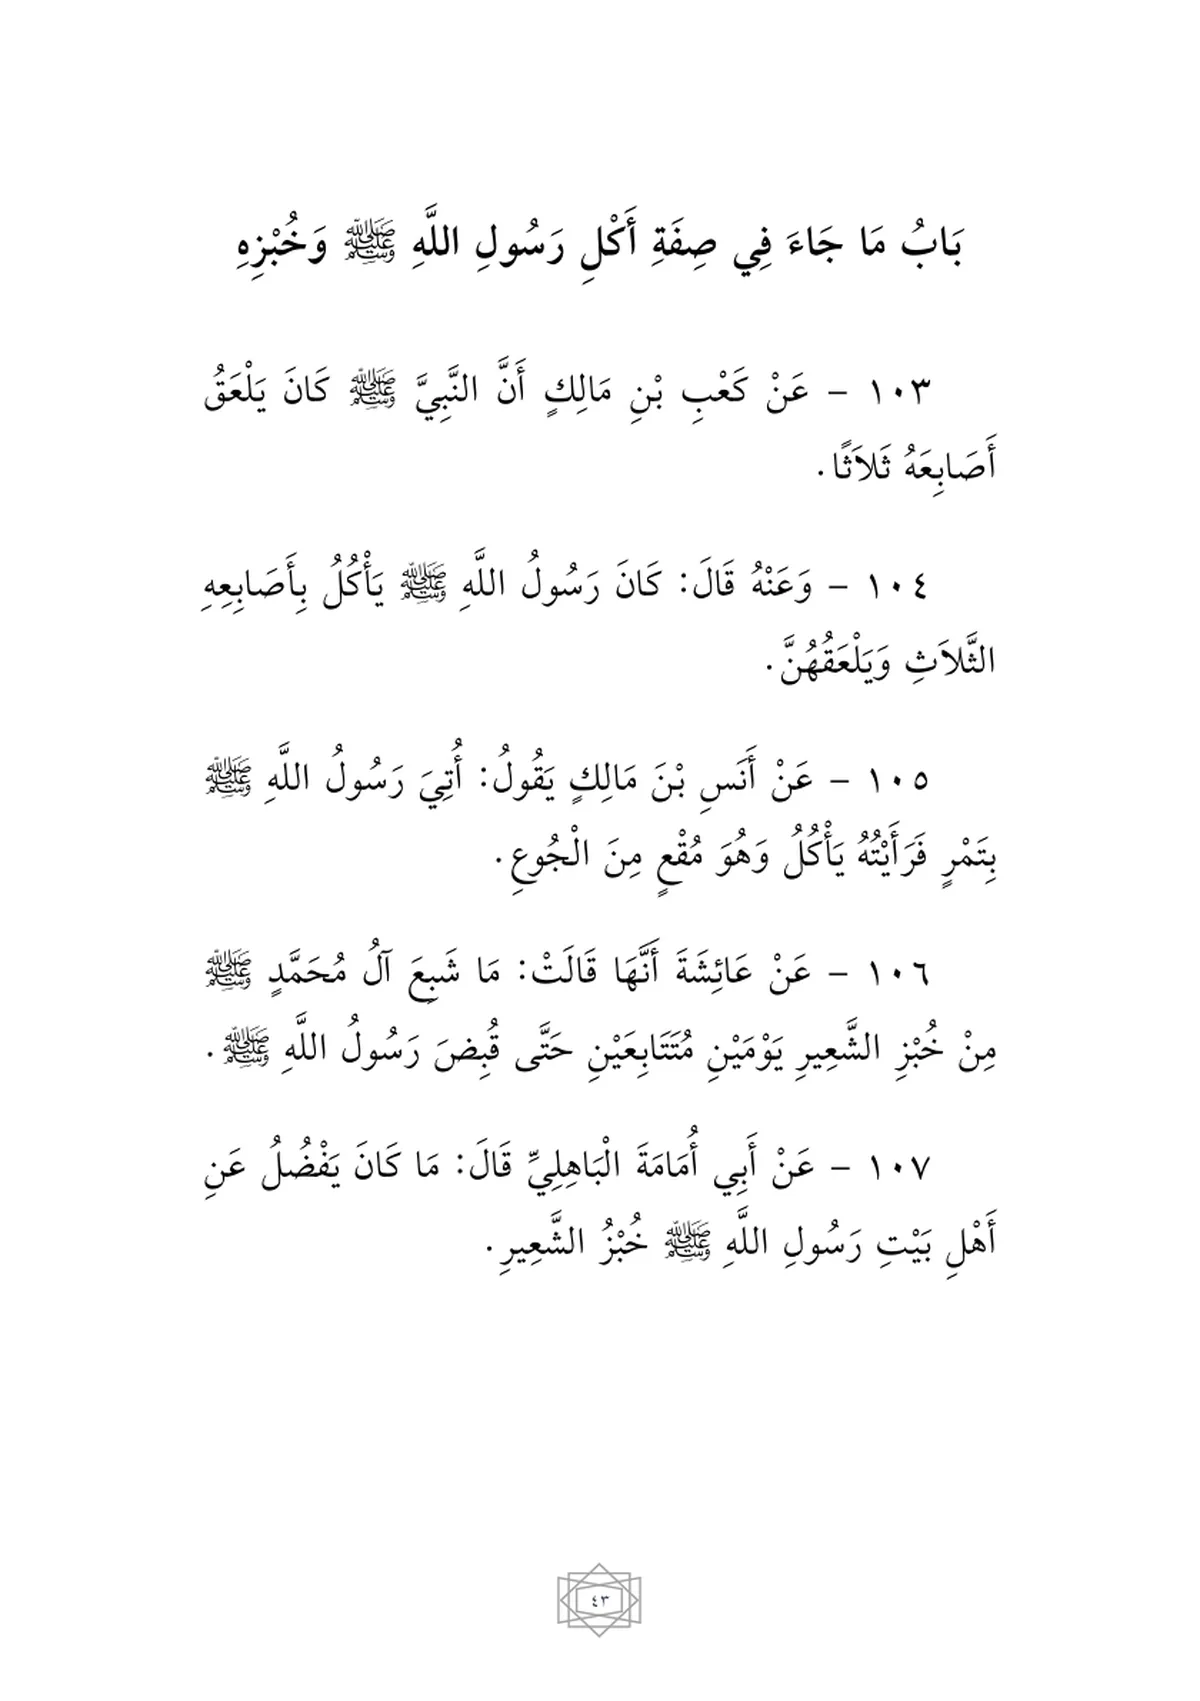 بَابُ مَا جَاءَ فِي صِفَةِ أَكْلِ رَسُولِ اللَّهِ ﷺ وَخُبْزِهِ
١٠٣ - عَنْ كَعْبِ بْنِ مَالِكٍ أَنَّ النَّبِيَّ ﷺ كَانَ يَلْعَقُ
أَصَابِعَهُ ثَلاَثًا.
١٠٤ - وَعَنْهُ قَالَ: كَانَ رَسُولُ اللَّهِ ﷺ يَأْكُلُ بِأَصَابِعِهِ
الثَّلاَثِ وَيَلْعَقُهُنَّ.
١٠٥ - عَنْ أَنَسِ بْنَ مَالِكٍ يَقُولُ: أُتِيَ رَسُولُ اللَّهِ ﷺ
بِتَمْرٍ فَرَأَيْتُهُ يَأْكُلُ وَهُوَ مُقْعٍ مِنَ الْجُوعِ.
١٠٦ - عَنْ عَائِشَةَ أَنَّهَا قَالَتْ: مَا شَبِعَ آلُ مُحَمَّدٍ ﷺ
مِنْ خُبْزِ الشَّعِيرِ يَوْمَيْنِ مُتَتَابِعَيْنِ حَتَّى قُبِضَ رَسُولُ اللَّهِ ﷺ.
١٠٧ - عَنْ أَبِي أُمَامَةَ الْبَاهِلِيِّ قَالَ: مَا كَانَ يَفْضُلُ عَنِ
أَهْلِ بَيْتِ رَسُولِ اللَّهِ ﷺ خُبْزُ الشَّعِيرِ.
٤٣